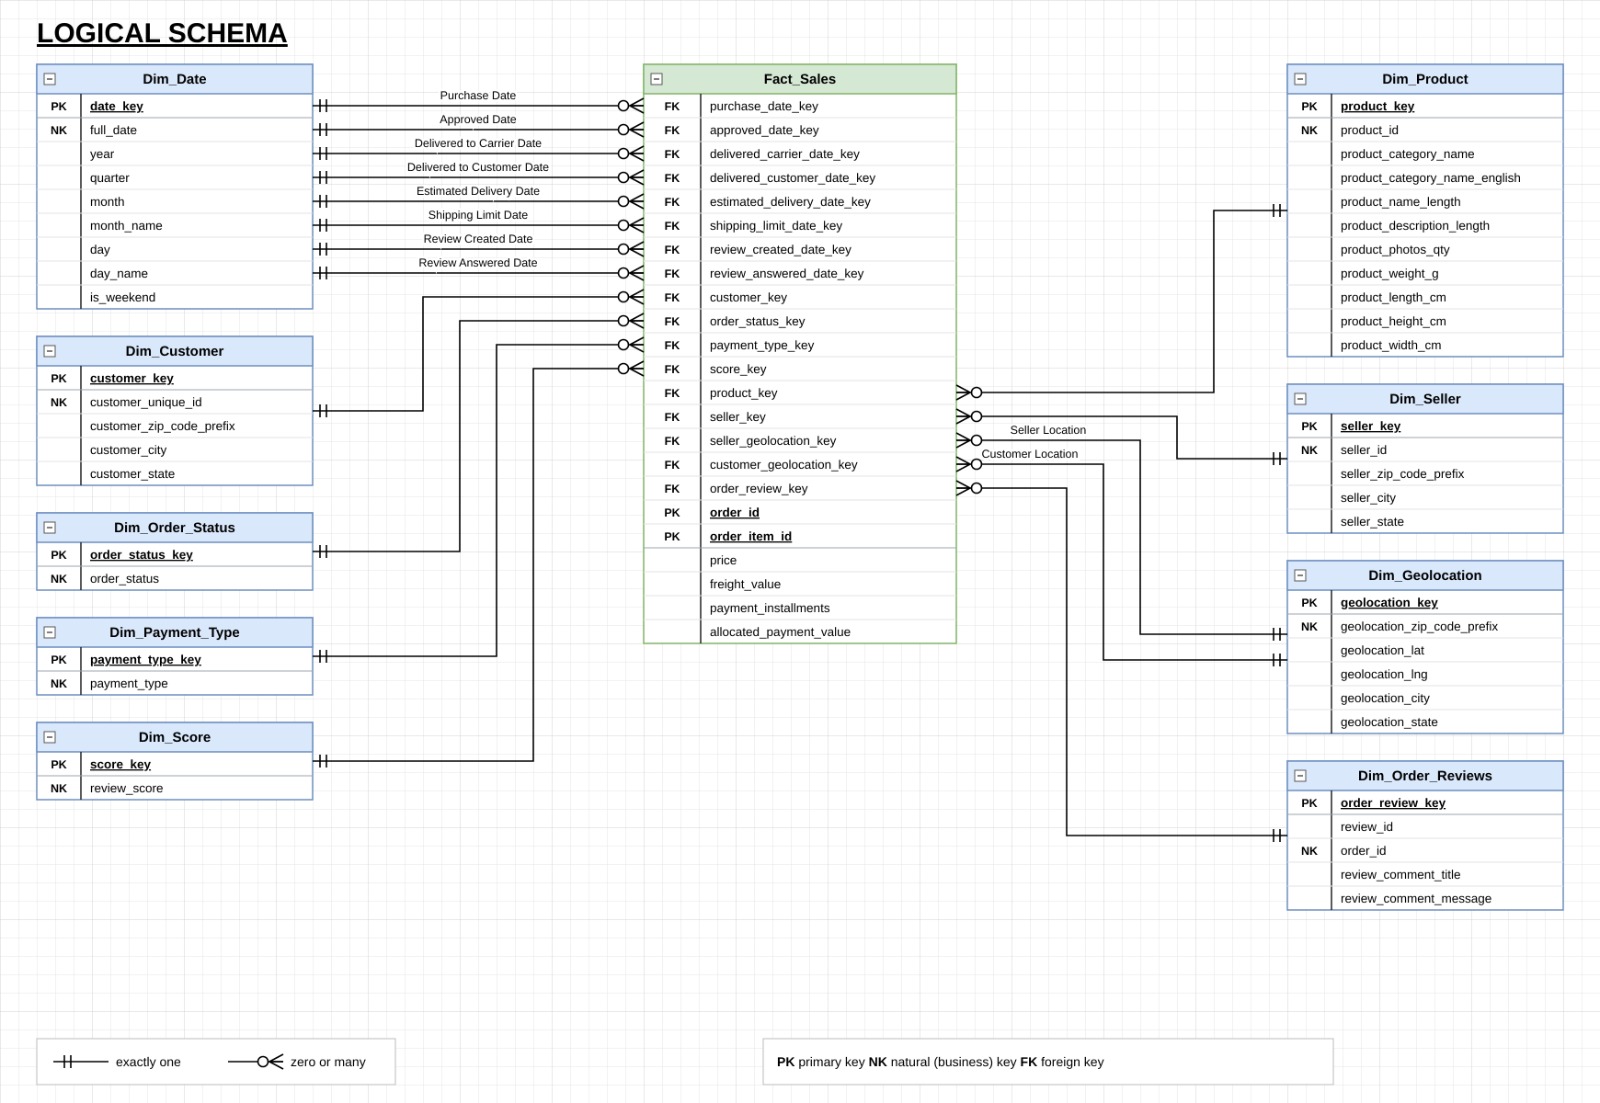 LOGICAL SCHEMA
Dim_Date
PK date_key
NK full_date
year
quarter
month
month_name
day
day_name
is_weekend
Dim_Customer
PK customer_key
NK customer_unique_id
customer_zip_code_prefix
customer_city
customer_state
Dim_Order_Status
PK order_status_key
NK order_status
Dim_Payment_Type
PK payment_type_key
NK payment_type
Dim_Score
PK score_key
NK review_score
Purchase Date
Approved Date
Delivered to Carrier Date
Delivered to Customer Date
Estimated Delivery Date
Shipping Limit Date
Review Created Date
Review Answered Date
Fact_Sales
FK purchase_date_key
FK approved_date_key
FK delivered_carrier_date_key
FK delivered_customer_date_key
FK estimated_delivery_date_key
FK shipping_limit_date_key
FK review_created_date_key
FK review_answered_date_key
FK customer_key
FK order_status_key
FK payment_type_key
FK score_key
FK product_key
FK seller_key
FK seller_geolocation_key
FK customer_geolocation_key
FK order_review_key
PK order_id
PK order_item_id
price
freight_value
payment_installments
allocated_payment_value
Seller Location
Customer Location
Dim_Product
PK product_key
NK product_id
product_category_name
product_category_name_english
product_name_length
product_description_length
product_photos_qty
product_weight_g
product_length_cm
product_height_cm
product_width_cm
Dim_Seller
PK seller_key
NK seller_id
seller_zip_code_prefix
seller_city
seller_state
Dim_Geolocation
PK geolocation_key
NK geolocation_zip_code_prefix
geolocation_lat
geolocation_lng
geolocation_city
geolocation_state
Dim_Order_Reviews
PK order_review_key
review_id
NK order_id
review_comment_title
review_comment_message
exactly one
zero or many
PK primary key NK natural (business) key FK foreign key